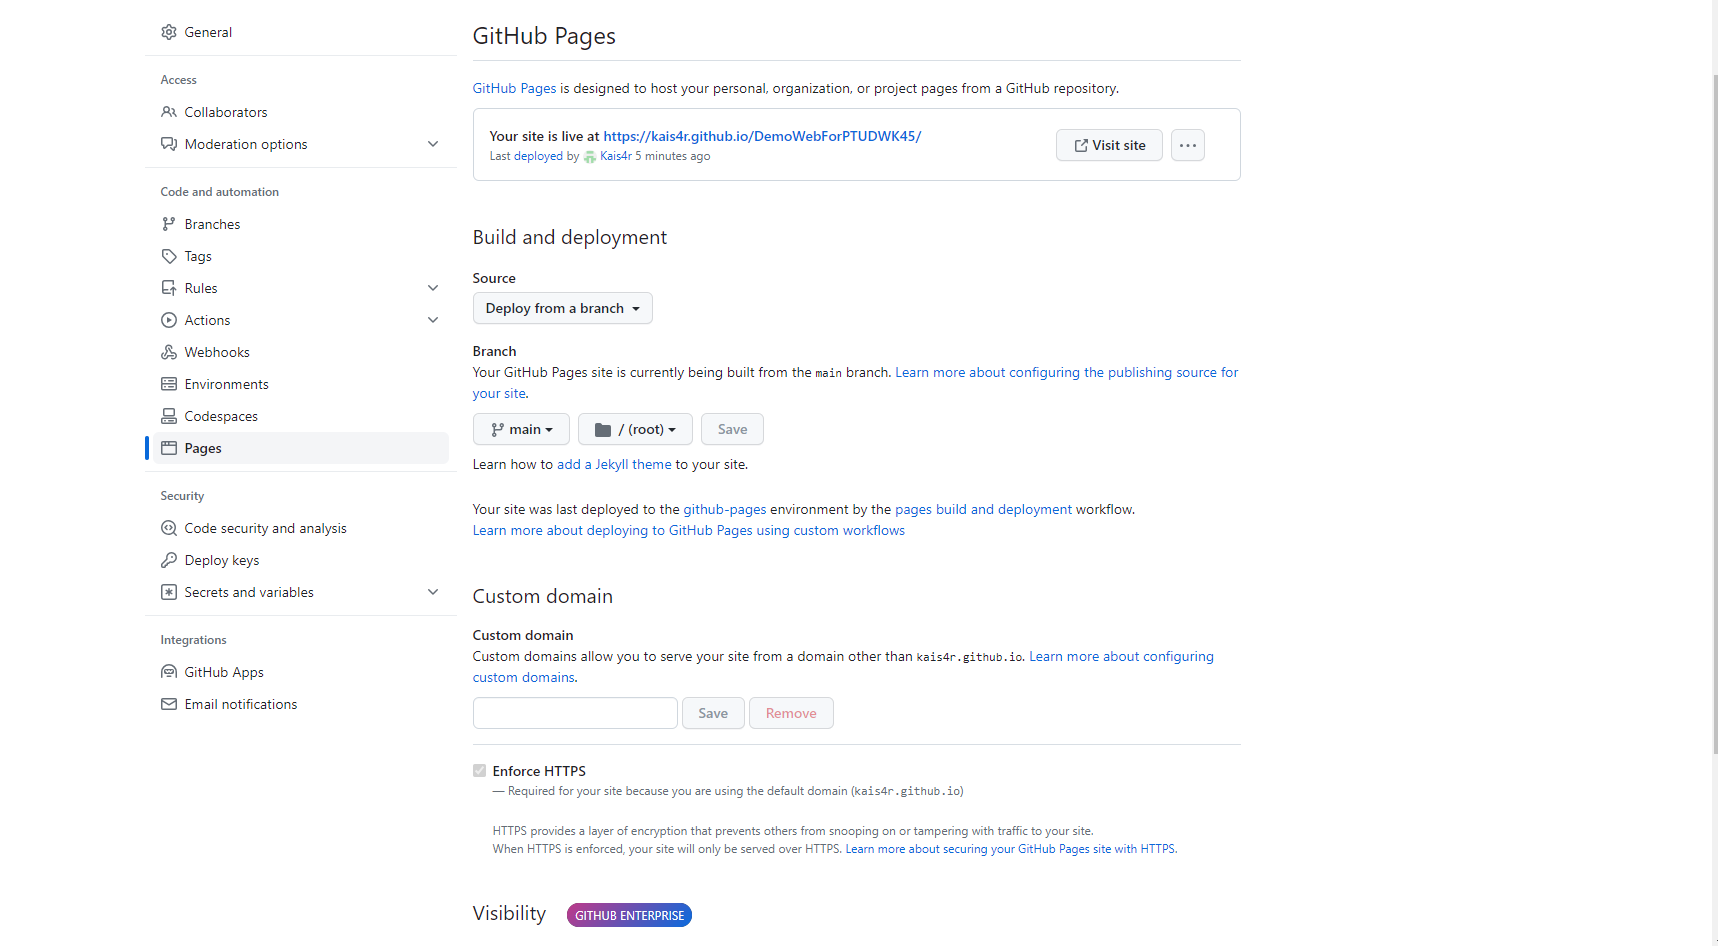 General
Access
Collaborators
Moderation options
Code and automation
Branches
Tags
Rules
Actions
Webhooks
Environments
Codespaces
Pages
Security
Code security and analysis
Deploy keys
Secrets and variables
Integrations
GitHub Apps
Email notifications
GitHub Pages
GitHub Pages is designed to host your personal, organization, or project pages from a GitHub repository.
Your site is live at https://kais4r.github.io/DemoWebForPTUDWK45/
Last deployed by Kais4r 5 minutes ago
Visit site
Build and deployment
Source
Deploy from a branch
Branch
Your GitHub Pages site is currently being built from the main branch. Learn more about configuring the publishing source for
your site.
main
/ (root)
Save
Learn how to add a Jekyll theme to your site.
Your site was last deployed to the github-pages environment by the pages build and deployment workflow.
Learn more about deploying to GitHub Pages using custom workflows
Custom domain
Custom domain
Custom domains allow you to serve your site from a domain other than kais4r.github.io. Learn more about configuring
custom domains.
Save
Remove
Enforce HTTPS
— Required for your site because you are using the default domain (kais4r.github.io)
HTTPS provides a layer of encryption that prevents others from snooping on or tampering with traffic to your site.
When HTTPS is enforced, your site will only be served over HTTPS. Learn more about securing your GitHub Pages site with HTTPS.
Visibility
GITHUB ENTERPRISE